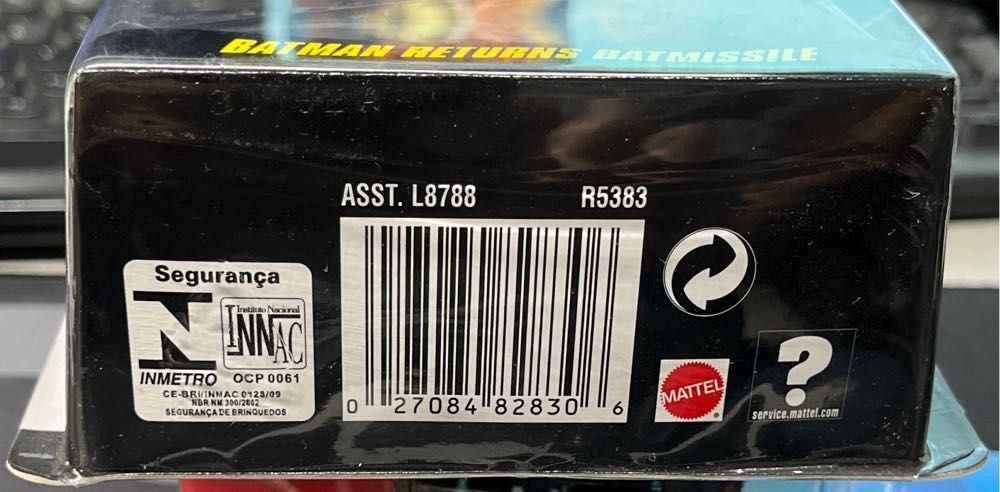 BATMAN RETURNS BATMISSILE
ASST. L8788 R5383
Segurança
Instituto Nacional
INNAC
INMETRO OCP 0061
CE-BRI/INNAC 0128/09
NBR NM 300/2002
SEGURANÇA DE BRINQUEDOS
0 27084 82830 6
MATTEL
®
?
service.mattel.com